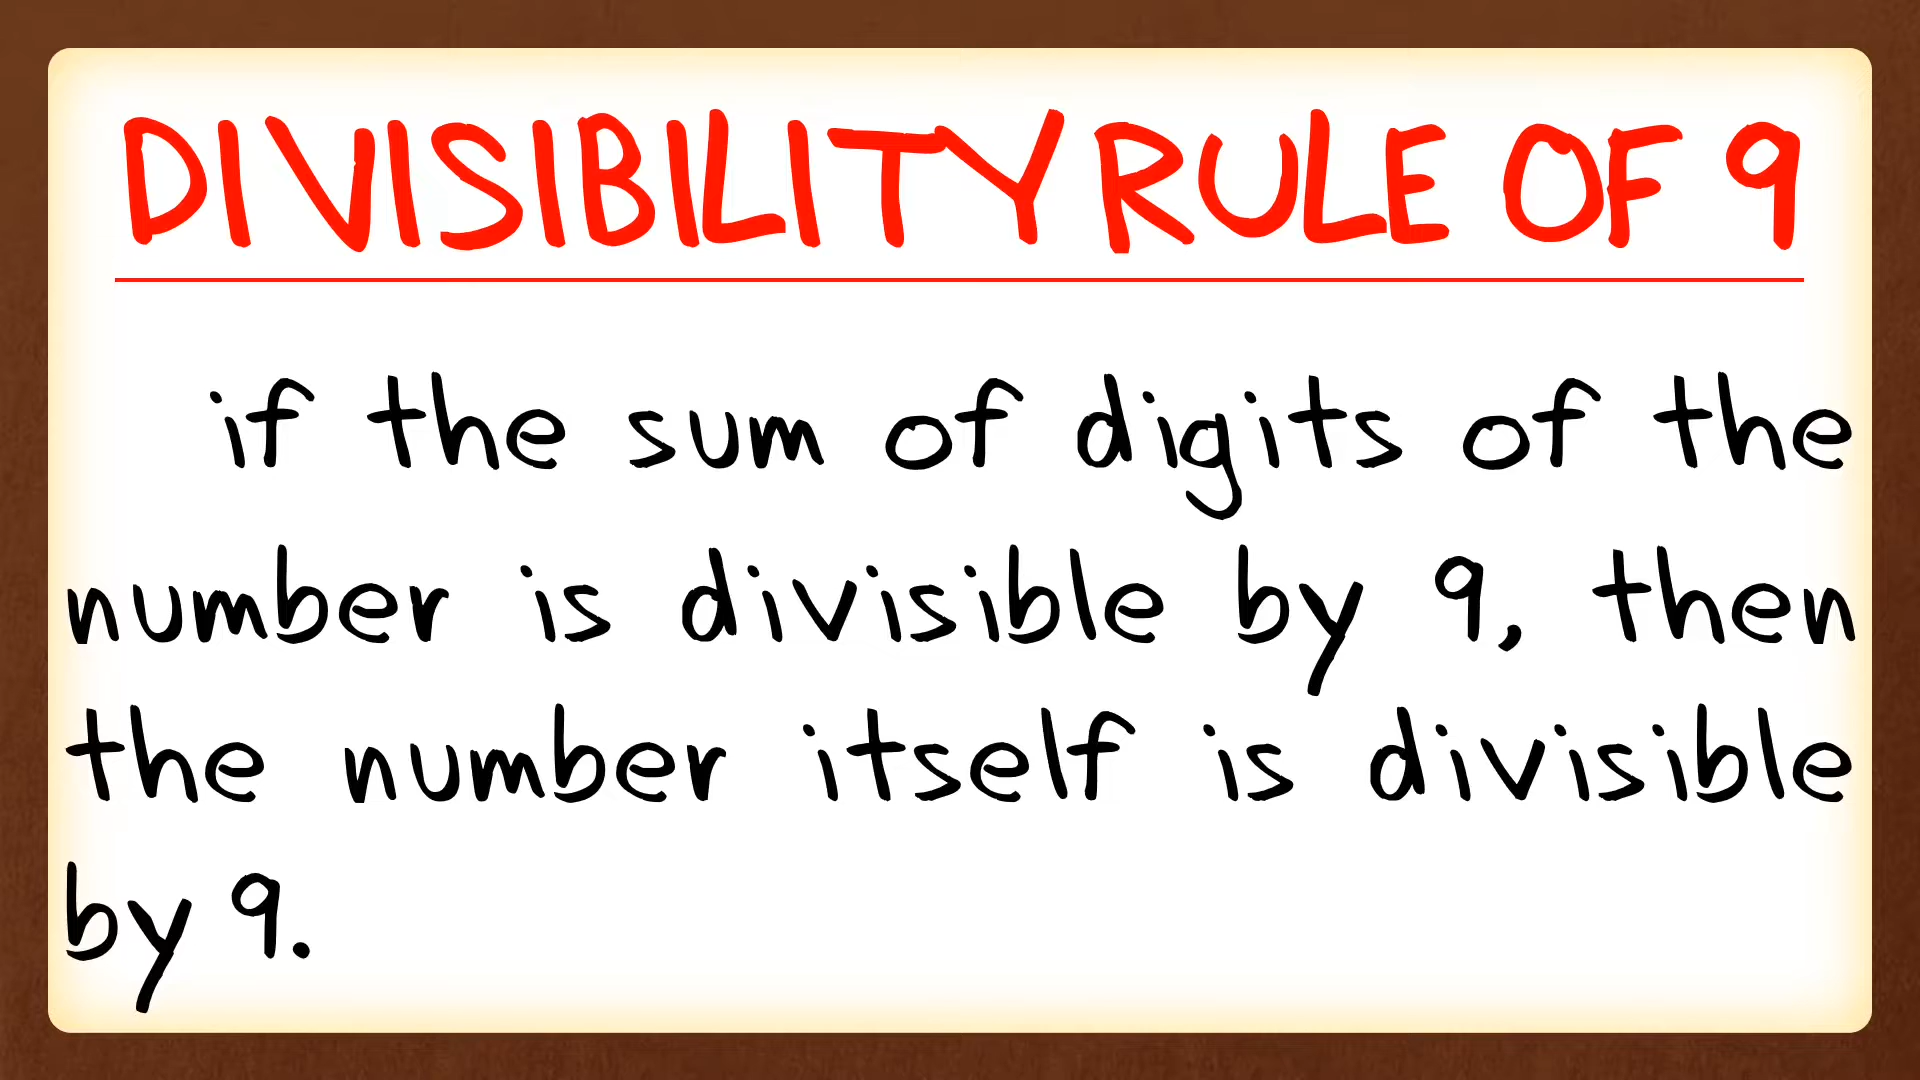 DIVISIBILITY RULE OF 9
if the sum of digits of the
number is divisible by 9, then
the number itself is divisible
by 9.